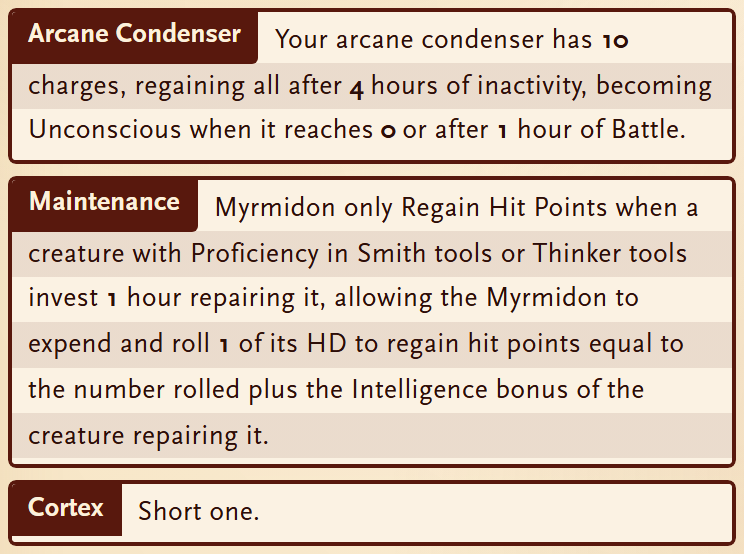 Arcane Condenser Your arcane condenser has 10
charges, regaining all after 4 hours of inactivity, becoming
Unconscious when it reaches 0 or after 1 hour of Battle.
Maintenance Myrmidon only Regain Hit Points when a
creature with Proficiency in Smith tools or Thinker tools
invest 1 hour repairing it, allowing the Myrmidon to
expend and roll 1 of its HD to regain hit points equal to
the number rolled plus the Intelligence bonus of the
creature repairing it.
Cortex Short one.